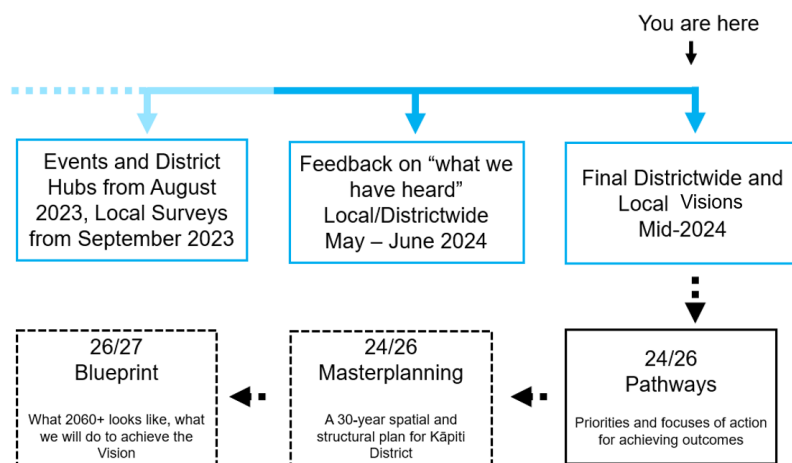 You are here
Events and District
Hubs from August
2023, Local Surveys
from September 2023
Feedback on “what we
have heard”
Local/Districtwide
May – June 2024
Final Districtwide and
Local Visions
Mid-2024
26/27
Blueprint
What 2060+ looks like, what
we will do to achieve the
Vision
24/26
Masterplanning
A 30-year spatial and
structural plan for Kāpiti
District
24/26
Pathways
Priorities and focuses of action
for achieving outcomes